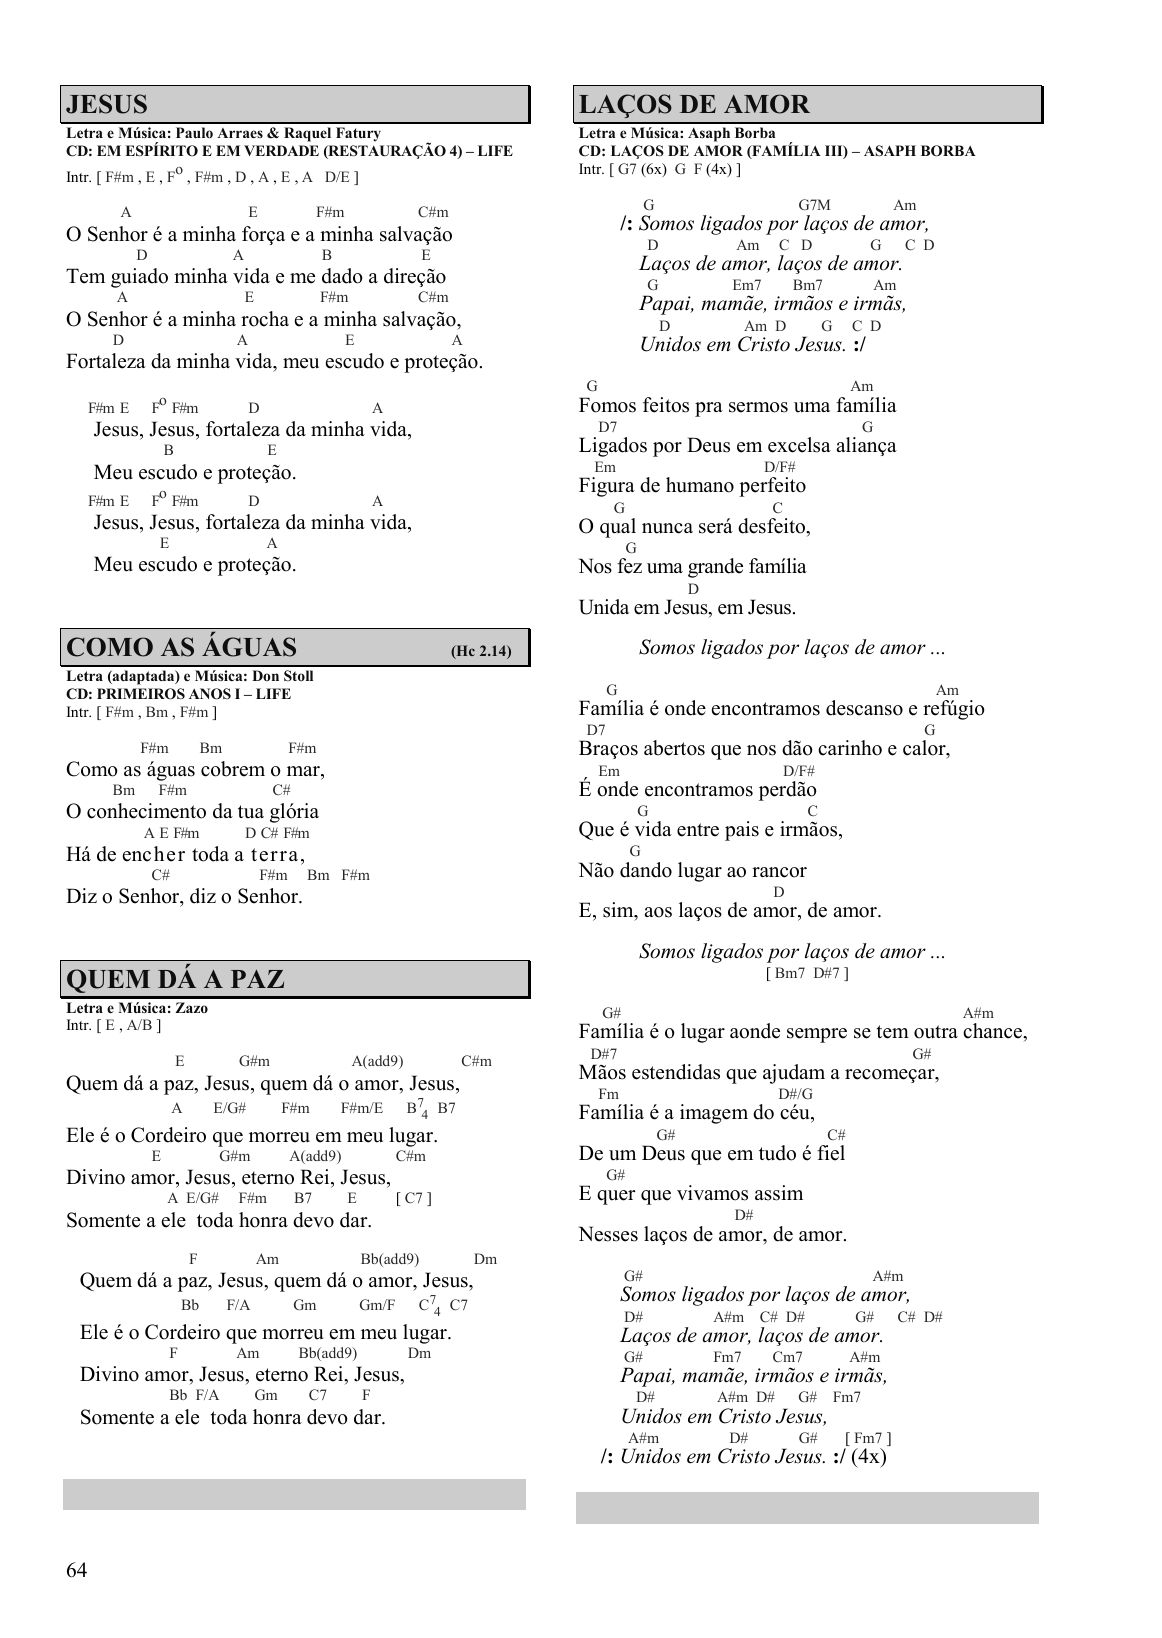 JESUS
Letra e Música: Paulo Arraes & Raquel Fatury
CD: EM ESPÍRITO E EM VERDADE (RESTAURAÇÃO 4) – LIFE
Intr. [ F#m , E , Fº , F#m , D , A , E , A D/E ]
A E F#m C#m
O Senhor é a minha força e a minha salvação
D A B E
Tem guiado minha vida e me dado a direção
A E F#m C#m
O Senhor é a minha rocha e a minha salvação,
D A E A
Fortaleza da minha vida, meu escudo e proteção.
F#m E Fº F#m D A
Jesus, Jesus, fortaleza da minha vida,
B E
Meu escudo e proteção.
F#m E Fº F#m D A
Jesus, Jesus, fortaleza da minha vida,
E A
Meu escudo e proteção.
COMO AS ÁGUAS (Hc 2.14)
Letra (adaptada) e Música: Don Stoll
CD: PRIMEIROS ANOS I – LIFE
Intr. [ F#m , Bm , F#m ]
F#m Bm F#m
Como as águas cobrem o mar,
Bm F#m C#
O conhecimento da tua glória
A E F#m D C# F#m
Há de encher toda a terra,
C# F#m Bm F#m
Diz o Senhor, diz o Senhor.
QUEM DÁ A PAZ
Letra e Música: Zazo
Intr. [ E , A/B ]
E G#m A(add9) C#m
Quem dá a paz, Jesus, quem dá o amor, Jesus,
A E/G# F#m F#m/E B7 4 B7
Ele é o Cordeiro que morreu em meu lugar.
E G#m A(add9) C#m
Divino amor, Jesus, eterno Rei, Jesus,
A E/G# F#m B7 E [ C7 ]
Somente a ele toda honra devo dar.
F Am Bb(add9) Dm
Quem dá a paz, Jesus, quem dá o amor, Jesus,
Bb F/A Gm Gm/F C7 4 C7
Ele é o Cordeiro que morreu em meu lugar.
F Am Bb(add9) Dm
Divino amor, Jesus, eterno Rei, Jesus,
Bb F/A Gm C7 F
Somente a ele toda honra devo dar.
LAÇOS DE AMOR
Letra e Música: Asaph Borba
CD: LAÇOS DE AMOR (FAMÍLIA III) – ASAPH BORBA
Intr. [ G7 (6x) G F (4x) ]
G G7M Am
/: Somos ligados por laços de amor,
D Am C D G C D
Laços de amor, laços de amor.
G Em7 Bm7 Am
Papai, mamãe, irmãos e irmãs,
D Am D G C D
Unidos em Cristo Jesus. :/
G Am
Fomos feitos pra sermos uma família
D7 G
Ligados por Deus em excelsa aliança
Em D/F#
Figura de humano perfeito
G C
O qual nunca será desfeito,
G
Nos fez uma grande família
D
Unida em Jesus, em Jesus.
Somos ligados por laços de amor ...
G Am
Família é onde encontramos descanso e refúgio
D7 G
Braços abertos que nos dão carinho e calor,
Em D/F#
É onde encontramos perdão
G C
Que é vida entre pais e irmãos,
G
Não dando lugar ao rancor
D
E, sim, aos laços de amor, de amor.
Somos ligados por laços de amor ...
[ Bm7 D#7 ]
G# A#m
Família é o lugar aonde sempre se tem outra chance,
D#7 G#
Mãos estendidas que ajudam a recomeçar,
Fm D#/G
Família é a imagem do céu,
G# C#
De um Deus que em tudo é fiel
G#
E quer que vivamos assim
D#
Nesses laços de amor, de amor.
G# A#m
Somos ligados por laços de amor,
D# A#m C# D# G# C# D#
Laços de amor, laços de amor.
G# Fm7 Cm7 A#m
Papai, mamãe, irmãos e irmãs,
D# A#m D# G# Fm7
Unidos em Cristo Jesus,
A#m D# G# [ Fm7 ]
/: Unidos em Cristo Jesus. :/ (4x)
64